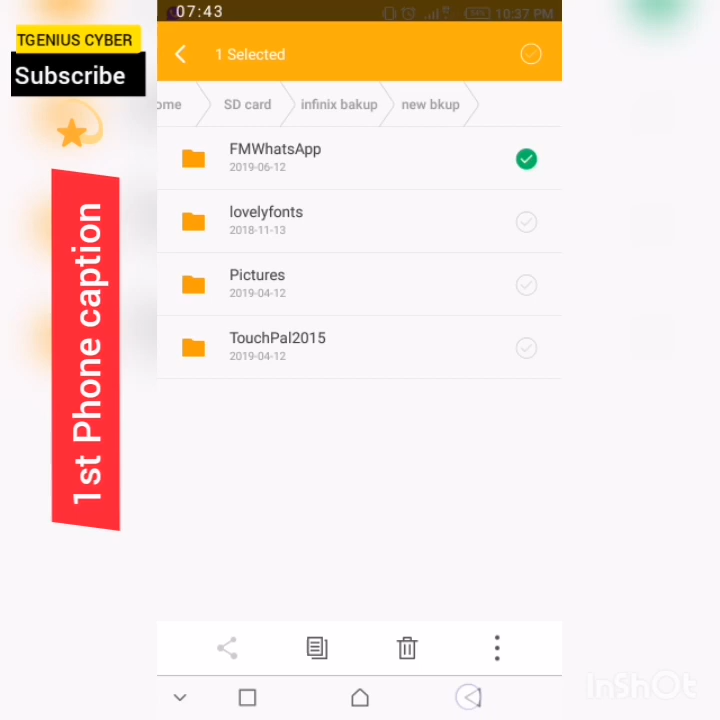 TGENIUS CYBER
Subscribe
1st Phone caption
07:43
10:37 PM
1 Selected
ome
SD card
infinix bakup
new bkup
FMWhatsApp
2019-06-12
lovelyfonts
2018-11-13
Pictures
2019-04-12
TouchPal2015
2019-04-12
InShOt